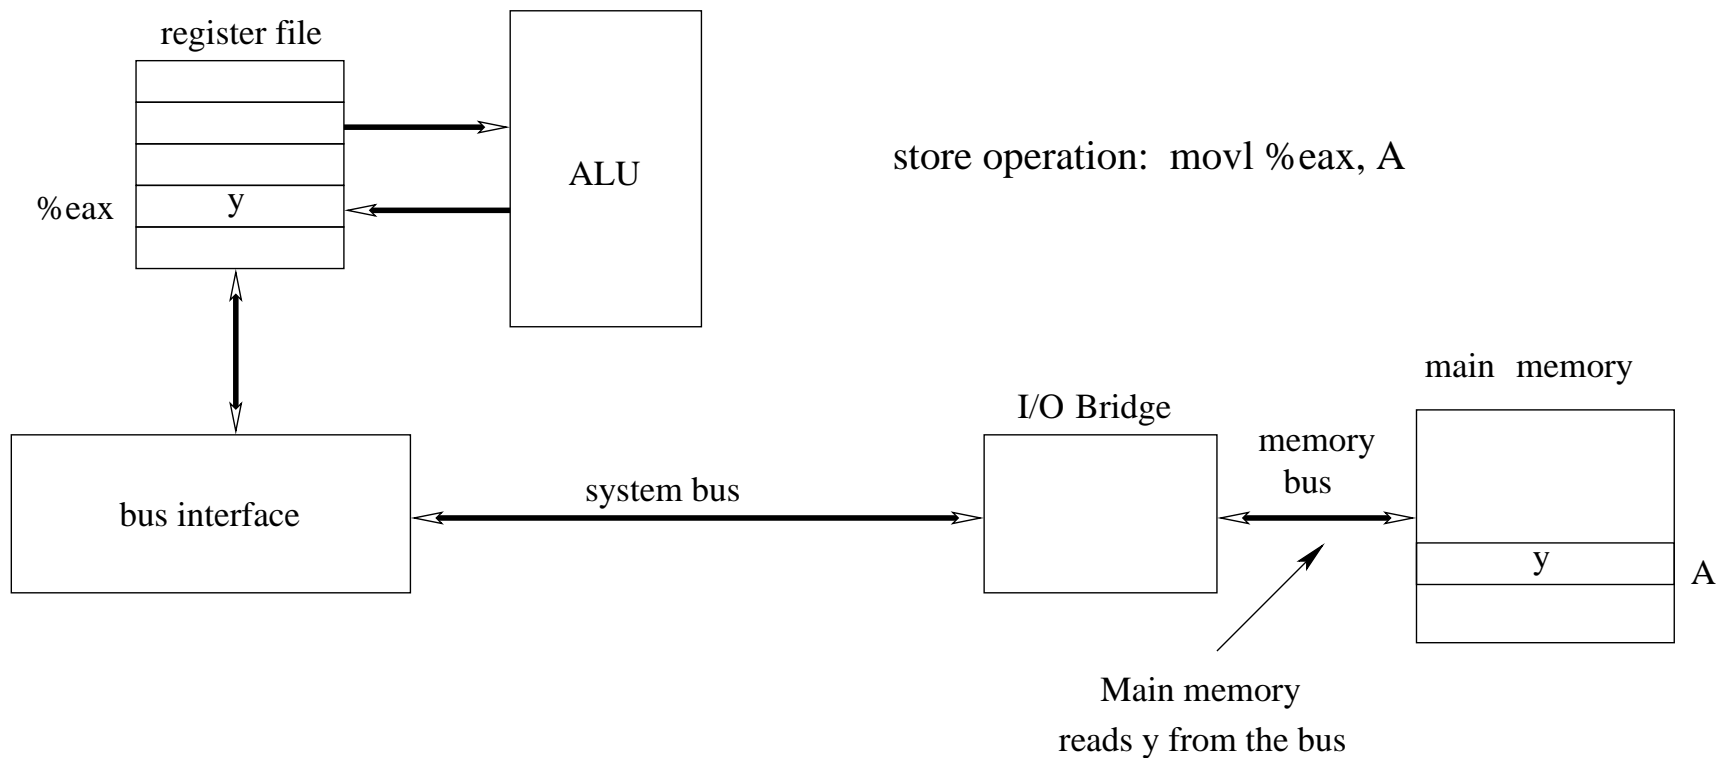 register file
ALU
store operation: movl %eax, A
%eax
y
main memory
I/O Bridge
memory
bus
system bus
bus interface
y
A
Main memory
reads y from the bus